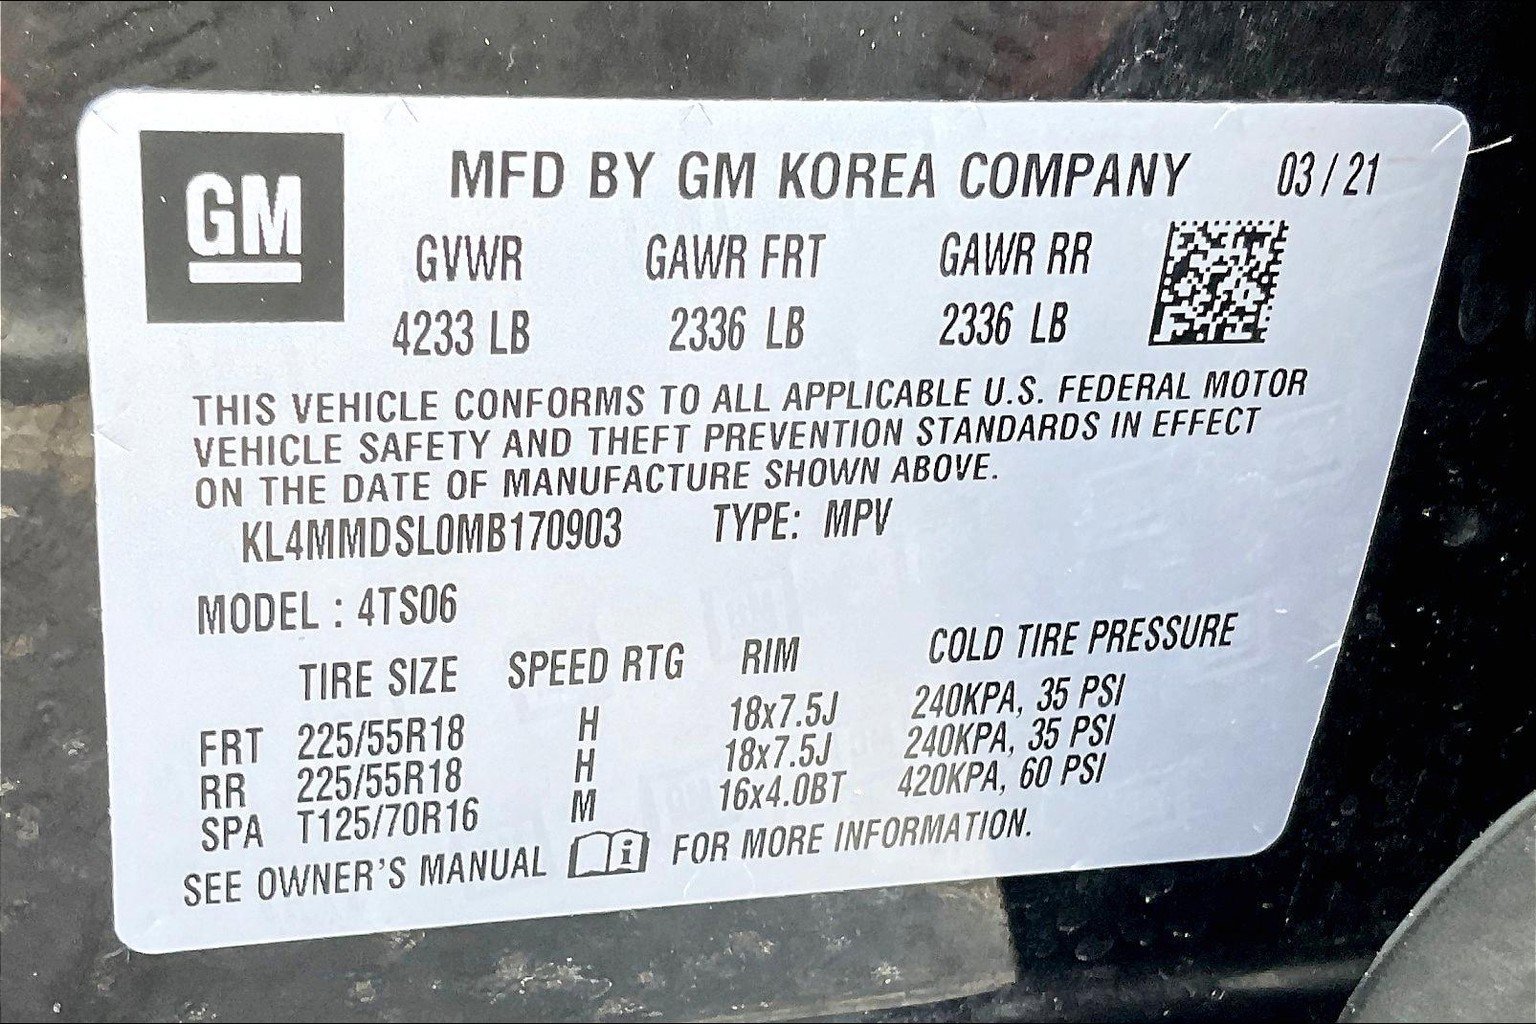 GM
MFD BY GM KOREA COMPANY 03/21
GVWR GAWR FRT GAWR RR
4233 LB 2336 LB 2336 LB
THIS VEHICLE CONFORMS TO ALL APPLICABLE U.S. FEDERAL MOTOR
VEHICLE SAFETY AND THEFT PREVENTION STANDARDS IN EFFECT
ON THE DATE OF MANUFACTURE SHOWN ABOVE.
KL4MMDSL0MB170903 TYPE: MPV
MODEL : 4TS06
TIRE SIZE SPEED RTG RIM COLD TIRE PRESSURE
FRT 225/55R18 H 18x7.5J 240KPA, 35 PSI
RR 225/55R18 H 18x7.5J 240KPA, 35 PSI
SPA T125/70R16 M 16x4.0BT 420KPA, 60 PSI
SEE OWNER'S MANUAL i FOR MORE INFORMATION.